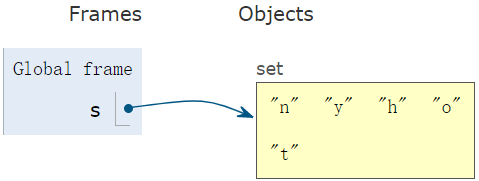 Frames Objects
Global frame
s
set
"n" "y" "h" "o"
"t"